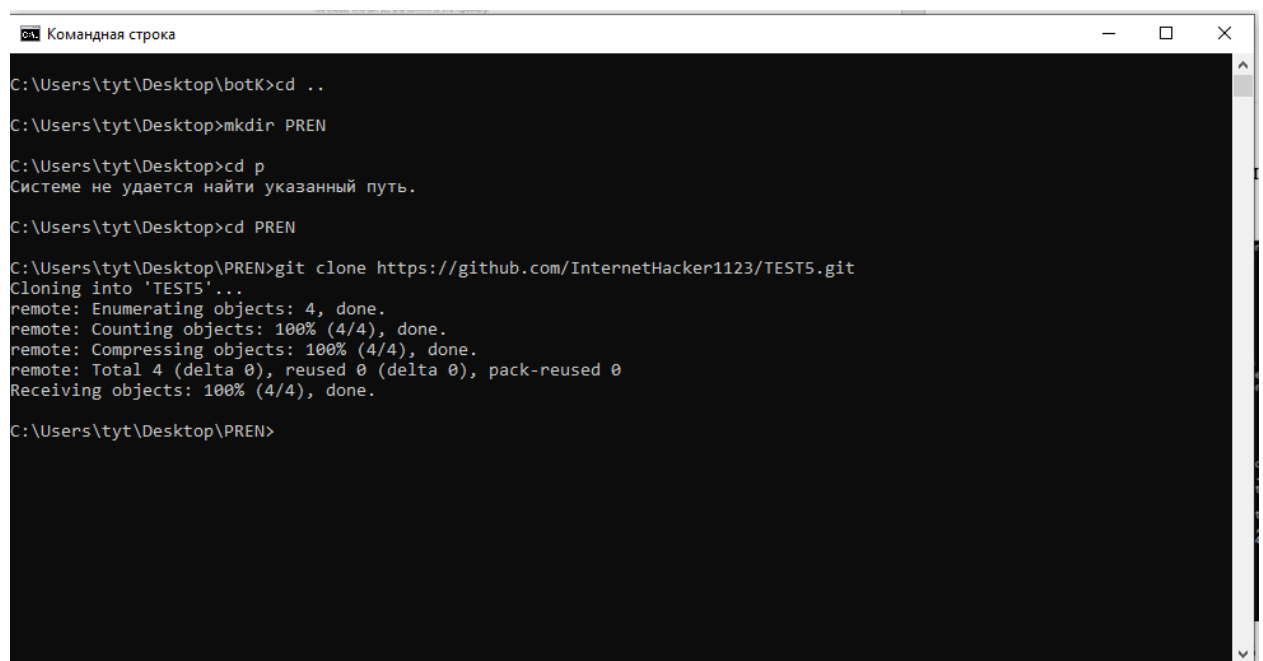 Командная строка
C:\Users\tyt\Desktop\botK>cd ..
C:\Users\tyt\Desktop>mkdir PREN
C:\Users\tyt\Desktop>cd p
Системе не удается найти указанный путь.
C:\Users\tyt\Desktop>cd PREN
C:\Users\tyt\Desktop\PREN>git clone https://github.com/InternetHacker1123/TEST5.git
Cloning into 'TEST5'...
remote: Enumerating objects: 4, done.
remote: Counting objects: 100% (4/4), done.
remote: Compressing objects: 100% (4/4), done.
remote: Total 4 (delta 0), reused 0 (delta 0), pack-reused 0
Receiving objects: 100% (4/4), done.
C:\Users\tyt\Desktop\PREN>